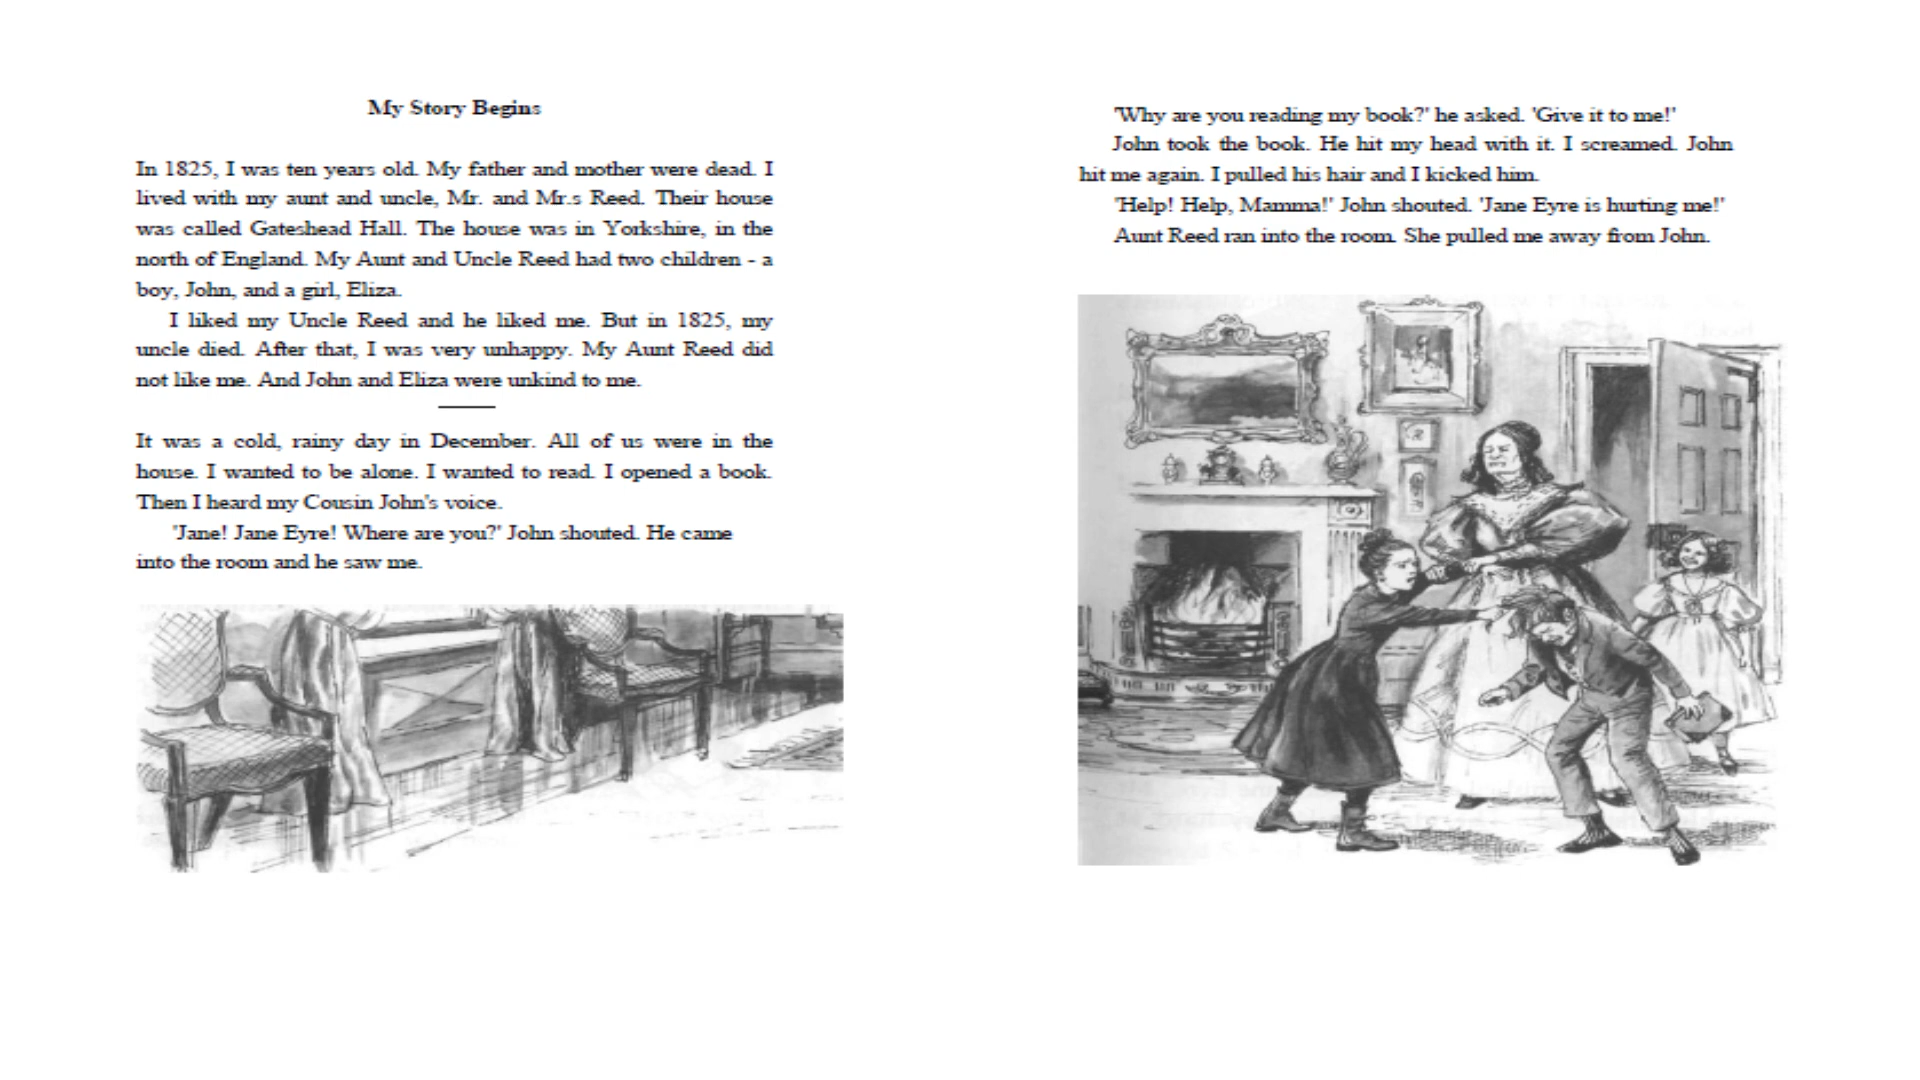 My Story Begins
In 1825, I was ten years old. My father and mother were dead. I
lived with my aunt and uncle, Mr. and Mr.s Reed. Their house
was called Gateshead Hall. The house was in Yorkshire, in the
north of England. My Aunt and Uncle Reed had two children - a
boy, John, and a girl, Eliza.
I liked my Uncle Reed and he liked me. But in 1825, my
uncle died. After that, I was very unhappy. My Aunt Reed did
not like me. And John and Eliza were unkind to me.
It was a cold, rainy day in December. All of us were in the
house. I wanted to be alone. I wanted to read. I opened a book.
Then I heard my Cousin John's voice.
'Jane! Jane Eyre! Where are you?' John shouted. He came
into the room and he saw me.
'Why are you reading my book?' he asked. 'Give it to me!'
John took the book. He hit my head with it. I screamed. John
hit me again. I pulled his hair and I kicked him.
'Help! Help, Mamma!' John shouted. 'Jane Eyre is hurting me!'
Aunt Reed ran into the room. She pulled me away from John.